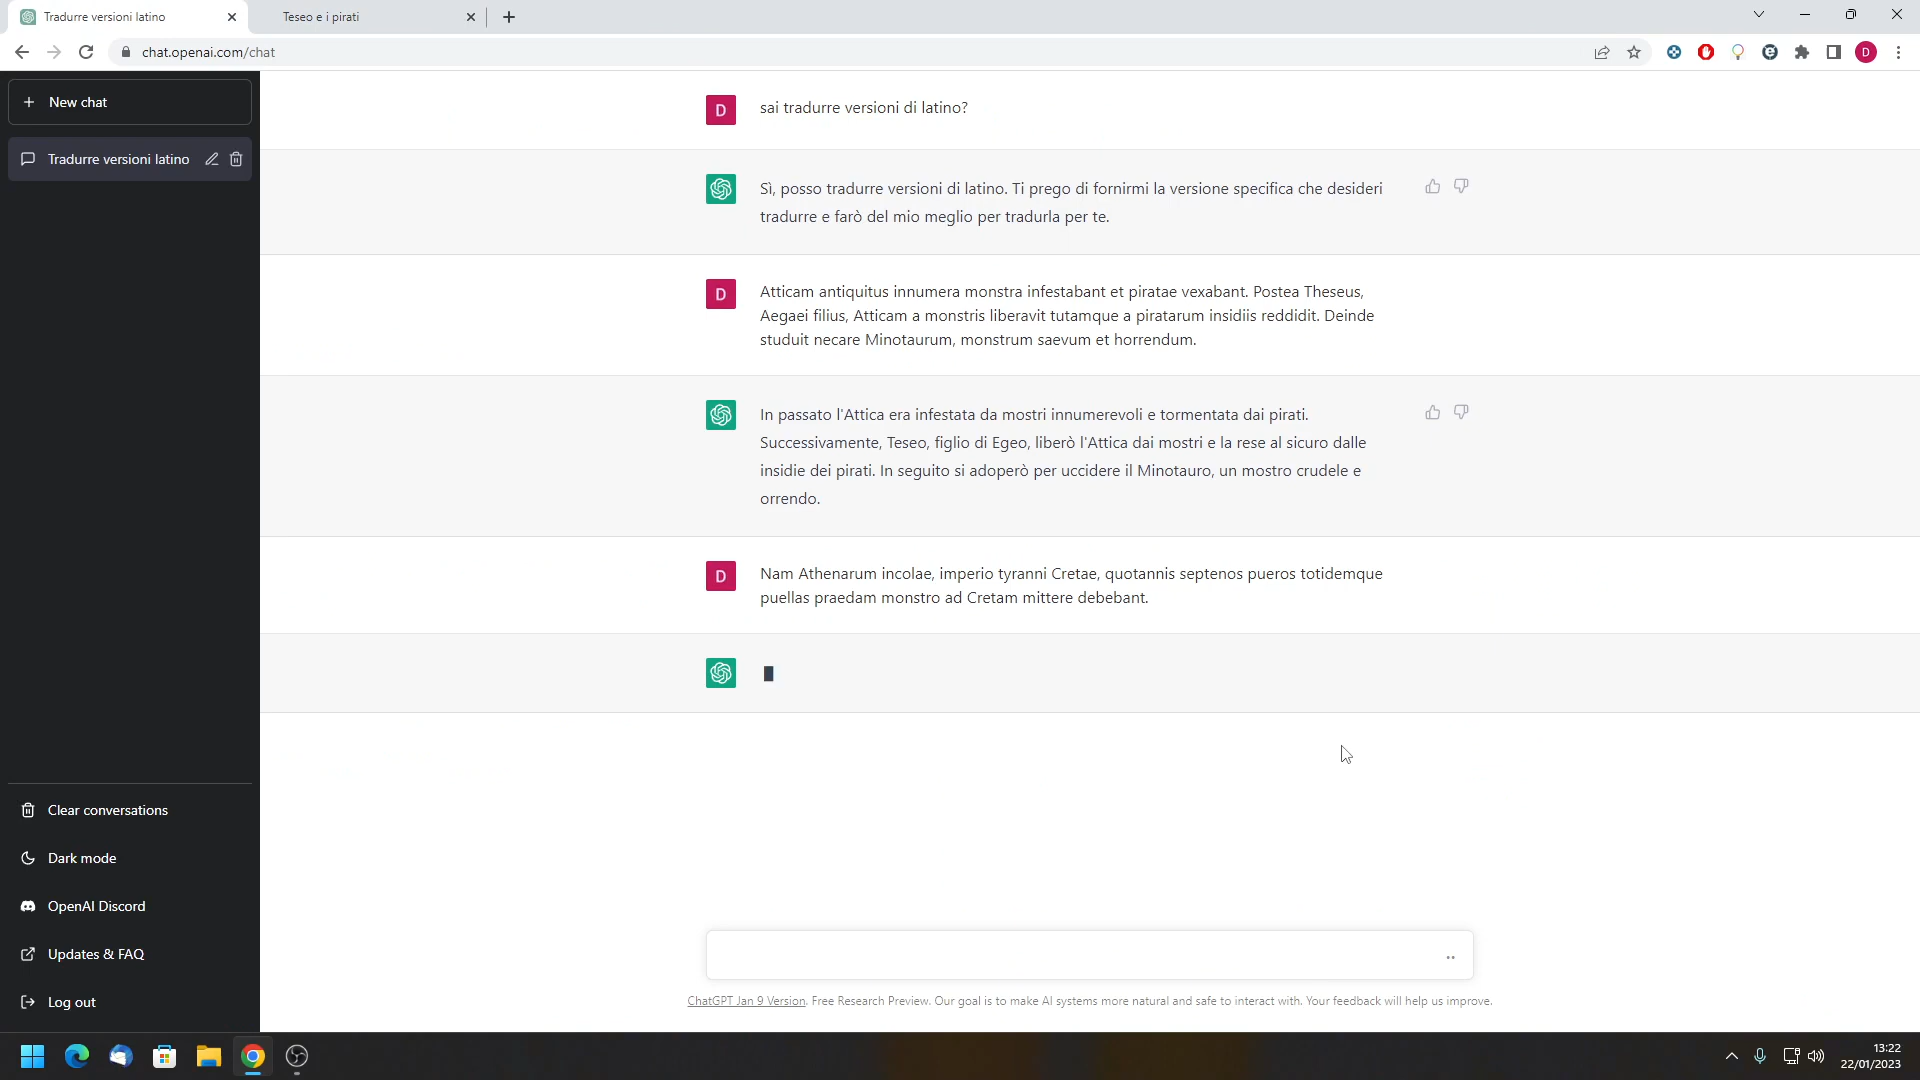 Tradurre versioni latino
Teseo e i pirati
chat.openai.com/chat
D
New chat
Tradurre versioni latino
D
sai tradurre versioni di latino?
Sì, posso tradurre versioni di latino. Ti prego di fornirmi la versione specifica che desideri
tradurre e farò del mio meglio per tradurla per te.
D
Atticam antiquitus innumera monstra infestabant et piratae vexabant. Postea Theseus,
Aegaei filius, Atticam a monstris liberavit tutamque a piratarum insidiis reddidit. Deinde
studuit necare Minotaurum, monstrum saevum et horrendum.
In passato l'Attica era infestata da mostri innumerevoli e tormentata dai pirati.
Successivamente, Teseo, figlio di Egeo, liberò l'Attica dai mostri e la rese al sicuro dalle
insidie dei pirati. In seguito si adoperò per uccidere il Minotauro, un mostro crudele e
orrendo.
D
Nam Athenarum incolae, imperio tyranni Cretae, quotannis septenos pueros totidemque
puellas praedam monstro ad Cretam mittere debebant.
Clear conversations
Dark mode
OpenAI Discord
Updates & FAQ
Log out
ChatGPT Jan 9 Version. Free Research Preview. Our goal is to make AI systems more natural and safe to interact with. Your feedback will help us improve.
13:22
22/01/2023